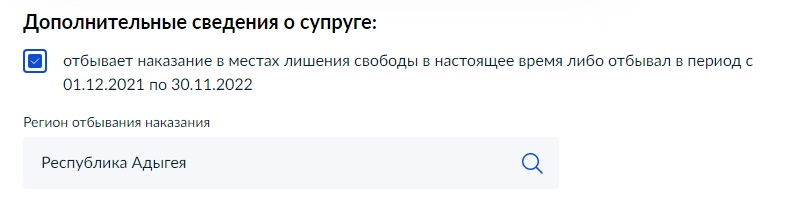 Дополнительные сведения о супруге:
отбывает наказание в местах лишения свободы в настоящее время либо отбывал в период с
01.12.2021 по 30.11.2022
Регион отбывания наказания
Республика Адыгея